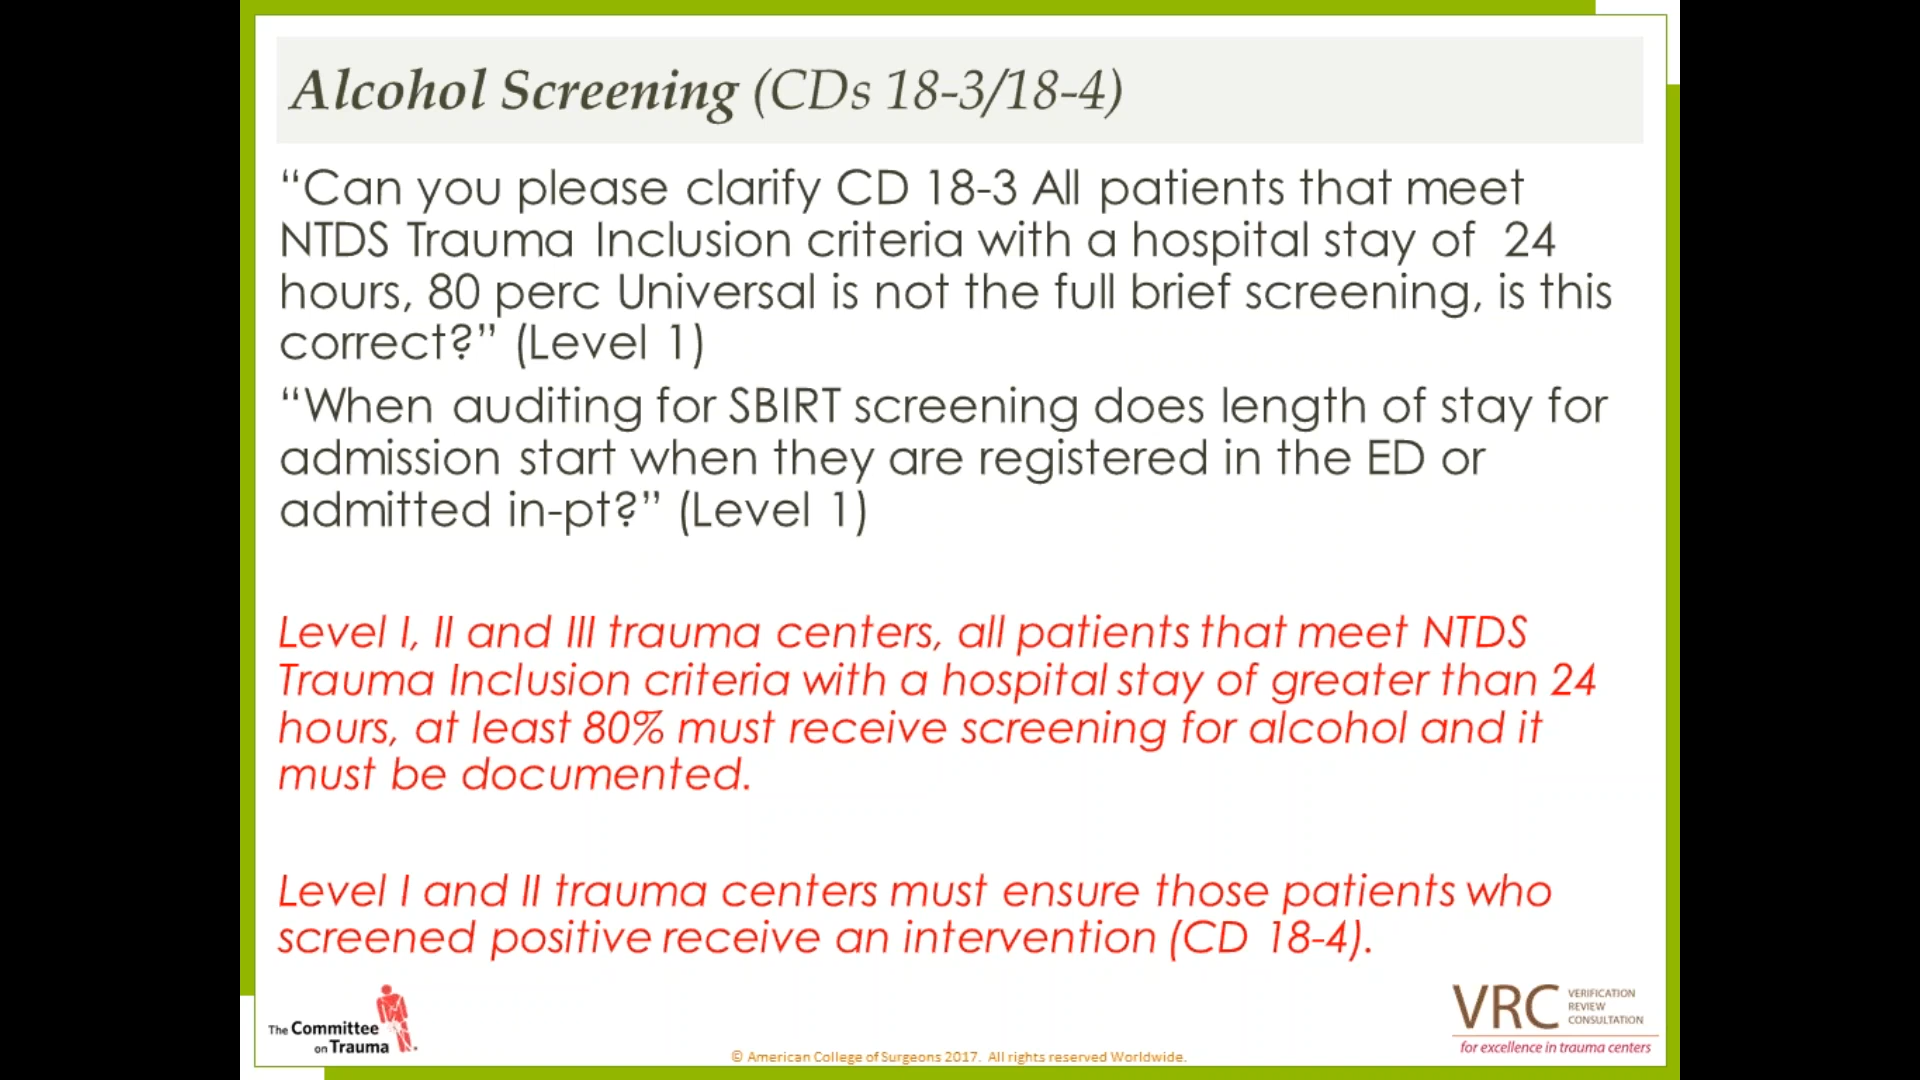 Alcohol Screening (CDs 18-3/18-4)
“Can you please clarify CD 18-3 All patients that meet
NTDS Trauma Inclusion criteria with a hospital stay of 24
hours, 80 perc Universal is not the full brief screening, is this
correct?” (Level 1)
“When auditing for SBIRT screening does length of stay for
admission start when they are registered in the ED or
admitted in-pt?” (Level 1)
Level I, II and III trauma centers, all patients that meet NTDS
Trauma Inclusion criteria with a hospital stay of greater than 24
hours, at least 80% must receive screening for alcohol and it
must be documented.
Level I and II trauma centers must ensure those patients who
screened positive receive an intervention (CD 18-4).
The Committee
on Trauma
© American College of Surgeons 2017. All rights reserved Worldwide.
VRC
VERIFICATION
REVIEW
CONSULTATION
for excellence in trauma centers